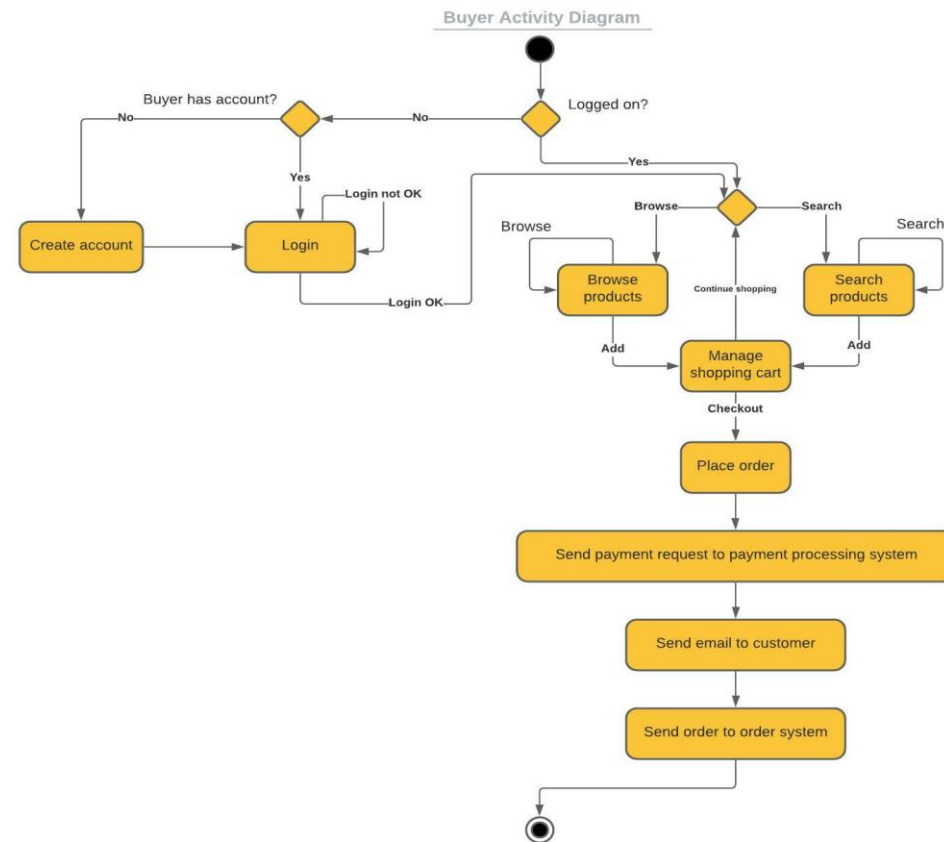 Buyer Activity Diagram
Buyer has account?
Logged on?
No
No
Yes
Yes
Login not OK
Browse
Search
Browse
Search
Create account
Login
Browse
products
Continue shopping
Search
products
Login OK
Add
Add
Manage
shopping cart
Checkout
Place order
Send payment request to payment processing system
Send email to customer
Send order to order system